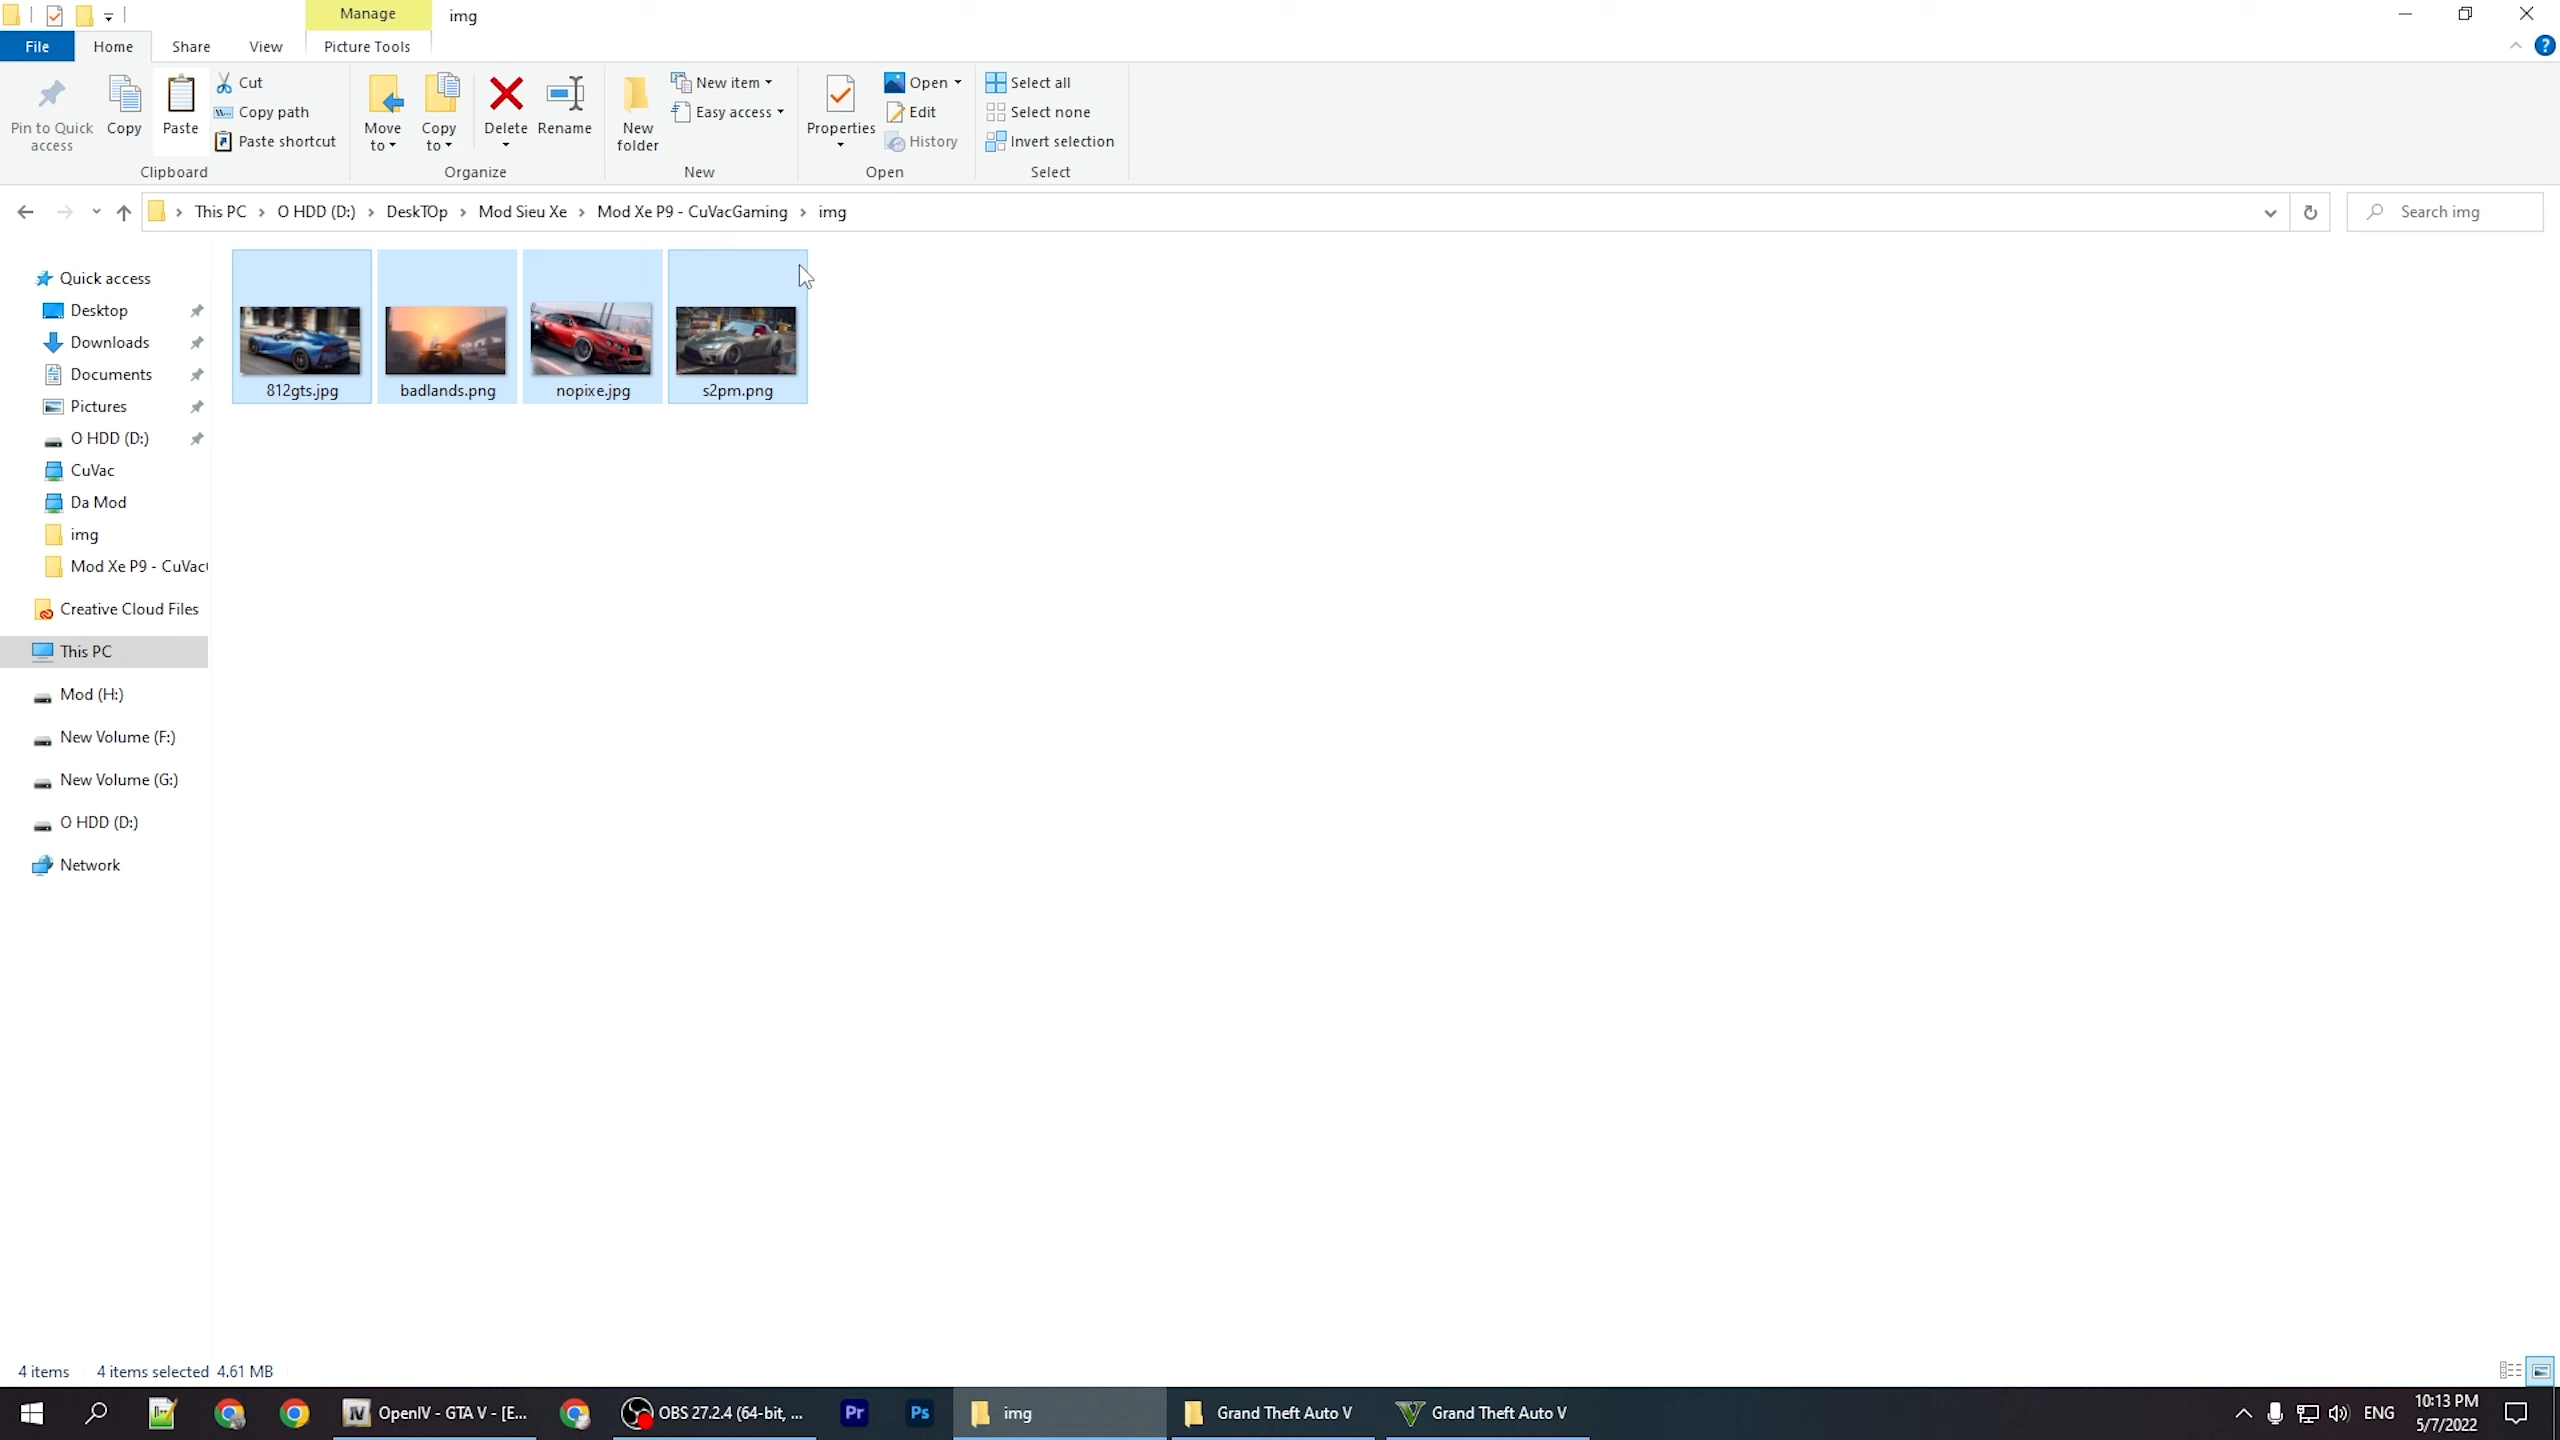 Manage
img
File
Home
Share
View
Picture Tools
Pin to Quick
access
Copy
Paste
Cut
Copy path
Paste shortcut
Clipboard
Move
to
Copy
to
Delete
Rename
Organize
New
folder
New item
Easy access
New
Properties
Open
Edit
History
Open
Select all
Select none
Invert selection
Select
This PC
O HDD (D:)
DeskTOp
Mod Sieu Xe
Mod Xe P9 - CuVacGaming
img
Search img
Quick access
Desktop
Downloads
Documents
Pictures
O HDD (D:)
CuVac
Da Mod
img
Mod Xe P9 - CuVac
Creative Cloud Files
This PC
Mod (H:)
New Volume (F:)
New Volume (G:)
O HDD (D:)
Network
812gts.jpg
badlands.png
nopixe.jpg
s2pm.png
4 items
4 items selected 4.61 MB
OpenIV - GTA V - [E...
OBS 27.2.4 (64-bit, ...
Pr
Ps
img
Grand Theft Auto V
Grand Theft Auto V
ENG
10:13 PM
5/7/2022